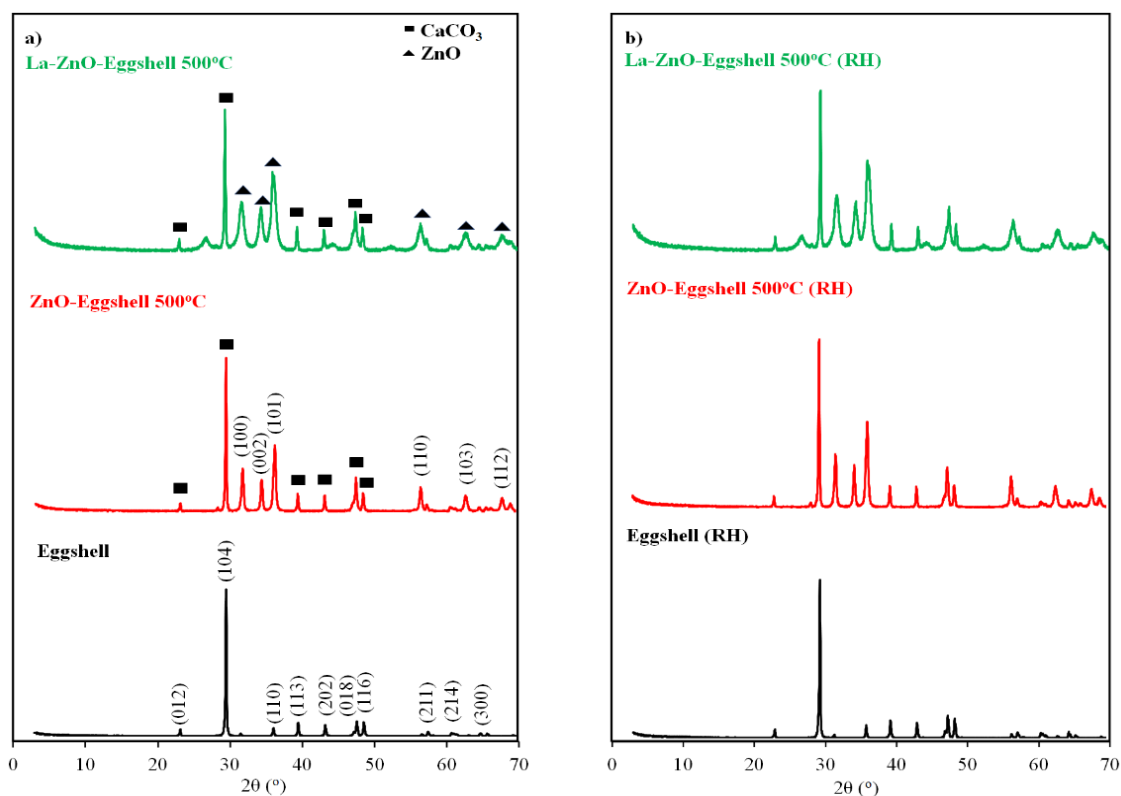 a)
■ CaCO₃
▲ ZnO
La-ZnO-Eggshell 500°C
ZnO-Eggshell 500°C
(100)
(002)
(101)
(110)
(103)
(112)
Eggshell
(012)
(104)
(110)
(113)
(202)
(018)
(116)
(211)
(214)
(300)
0 10 20 30 40 50 60 70
2θ (°)
b)
La-ZnO-Eggshell 500°C (RH)
ZnO-Eggshell 500°C (RH)
Eggshell (RH)
0 10 20 30 40 50 60 70
2θ (°)